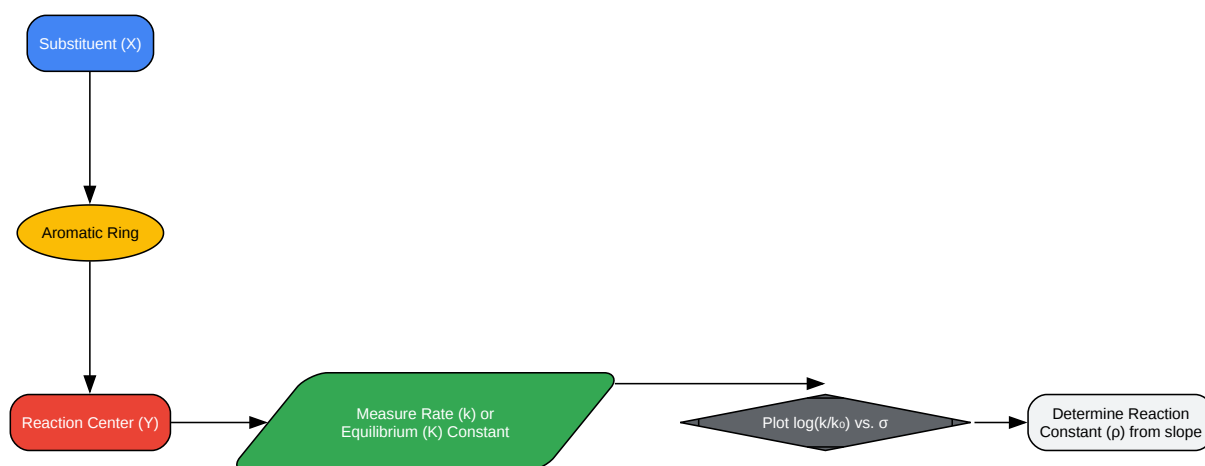 Substituent (X)
Aromatic Ring
Reaction Center (Y)
Measure Rate (k) or
Equilibrium (K) Constant
Plot log(k/k₀) vs. σ
Determine Reaction
Constant (ρ) from slope